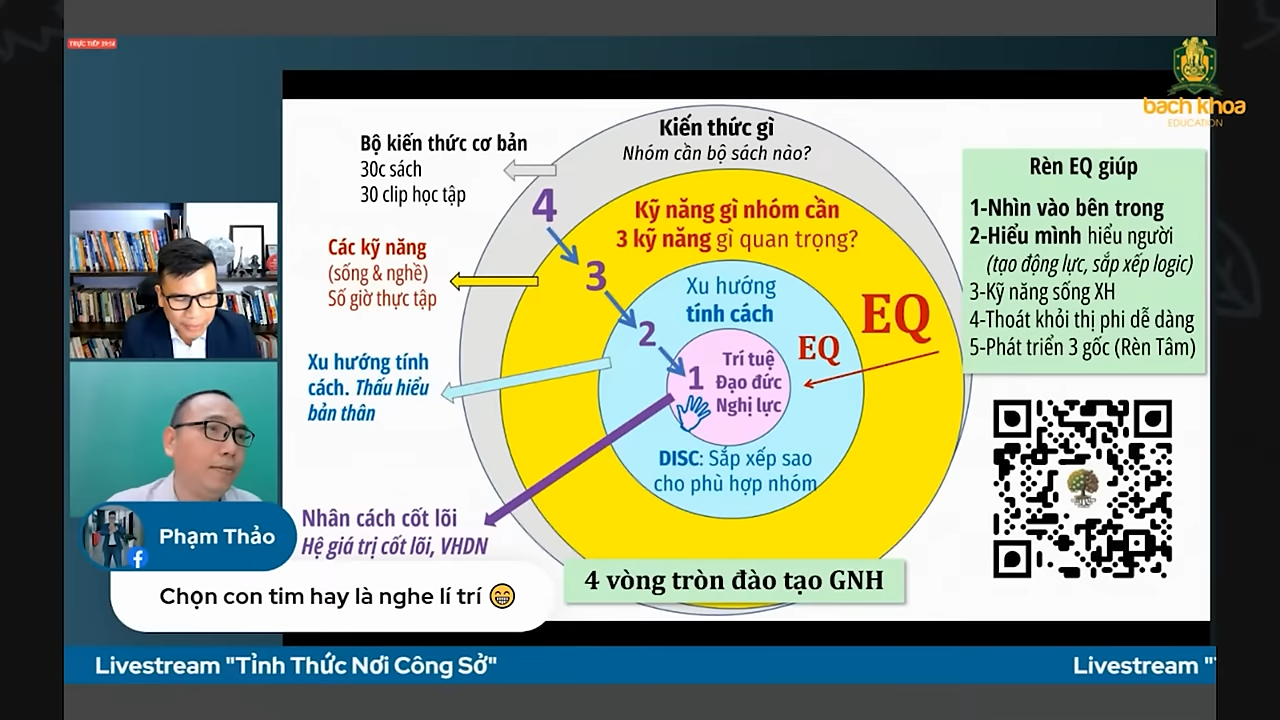 TRỰC TIẾP 39:14
bach khoa
EDUCATION
Kiến thức gì
Nhóm cần bộ sách nào?
Bộ kiến thức cơ bản
30c sách
30 clip học tập
4
Kỹ năng gì nhóm cần
3 kỹ năng gì quan trọng?
Các kỹ năng
(sống & nghề)
Số giờ thực tập
3
Xu hướng
tính cách
2
EQ
EQ
Xu hướng tính
cách. Thấu hiểu
bản thân
1
Trí tuệ
Đạo đức
Nghị lực
DISC: Sắp xếp sao
cho phù hợp nhóm
Nhân cách cốt lõi
Hệ giá trị cốt lõi, VHDN
4 vòng tròn đào tạo GNH
Rèn EQ giúp
1-Nhìn vào bên trong
2-Hiểu mình hiểu người
(tạo động lực, sắp xếp logic)
3-Kỹ năng sống XH
4-Thoát khỏi thị phi dễ dàng
5-Phát triển 3 gốc (Rèn Tâm)
Phạm Thảo
Chọn con tim hay là nghe lí trí 😁
Livestream "Tỉnh Thức Nơi Công Sở"
Livestream "